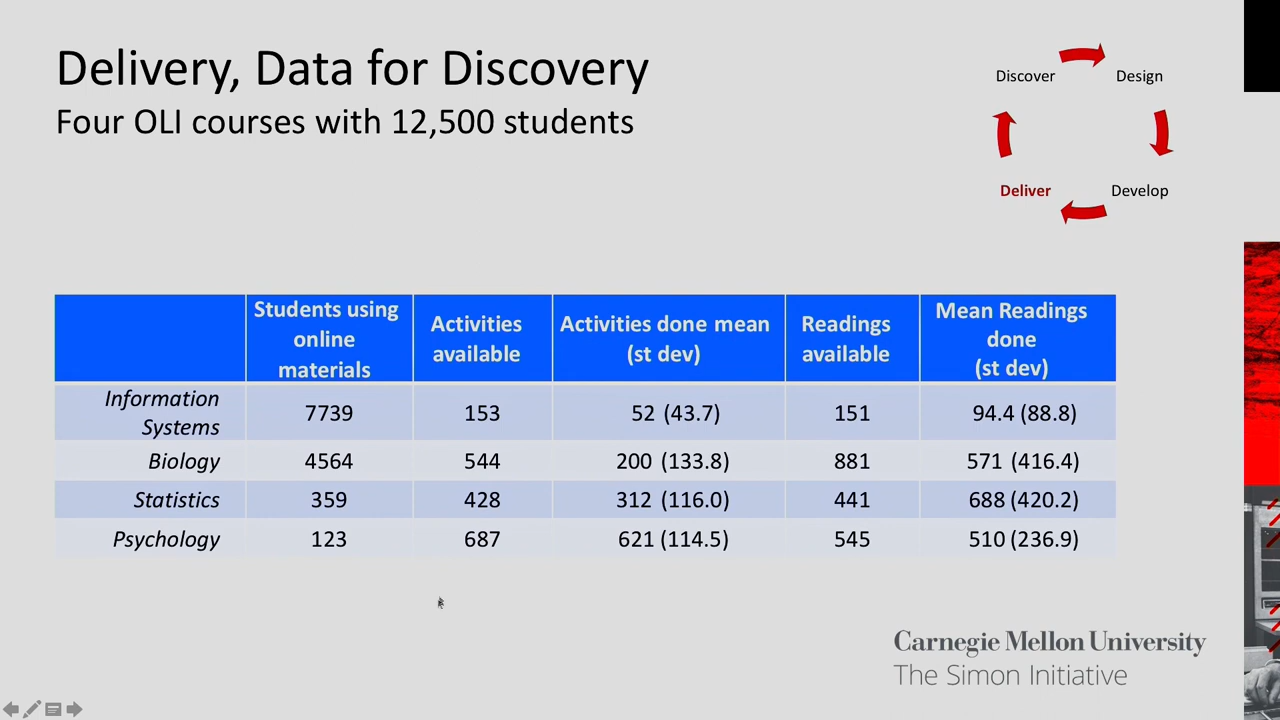 Delivery, Data for Discovery
Four OLI courses with 12,500 students
Discover
Design
Deliver
Develop
Students using online materials
Activities available
Activities done mean (st dev)
Readings available
Mean Readings done (st dev)
Information Systems 7739 153 52 (43.7) 151 94.4 (88.8)
Biology 4564 544 200 (133.8) 881 571 (416.4)
Statistics 359 428 312 (116.0) 441 688 (420.2)
Psychology 123 687 621 (114.5) 545 510 (236.9)
Carnegie Mellon University
The Simon Initiative